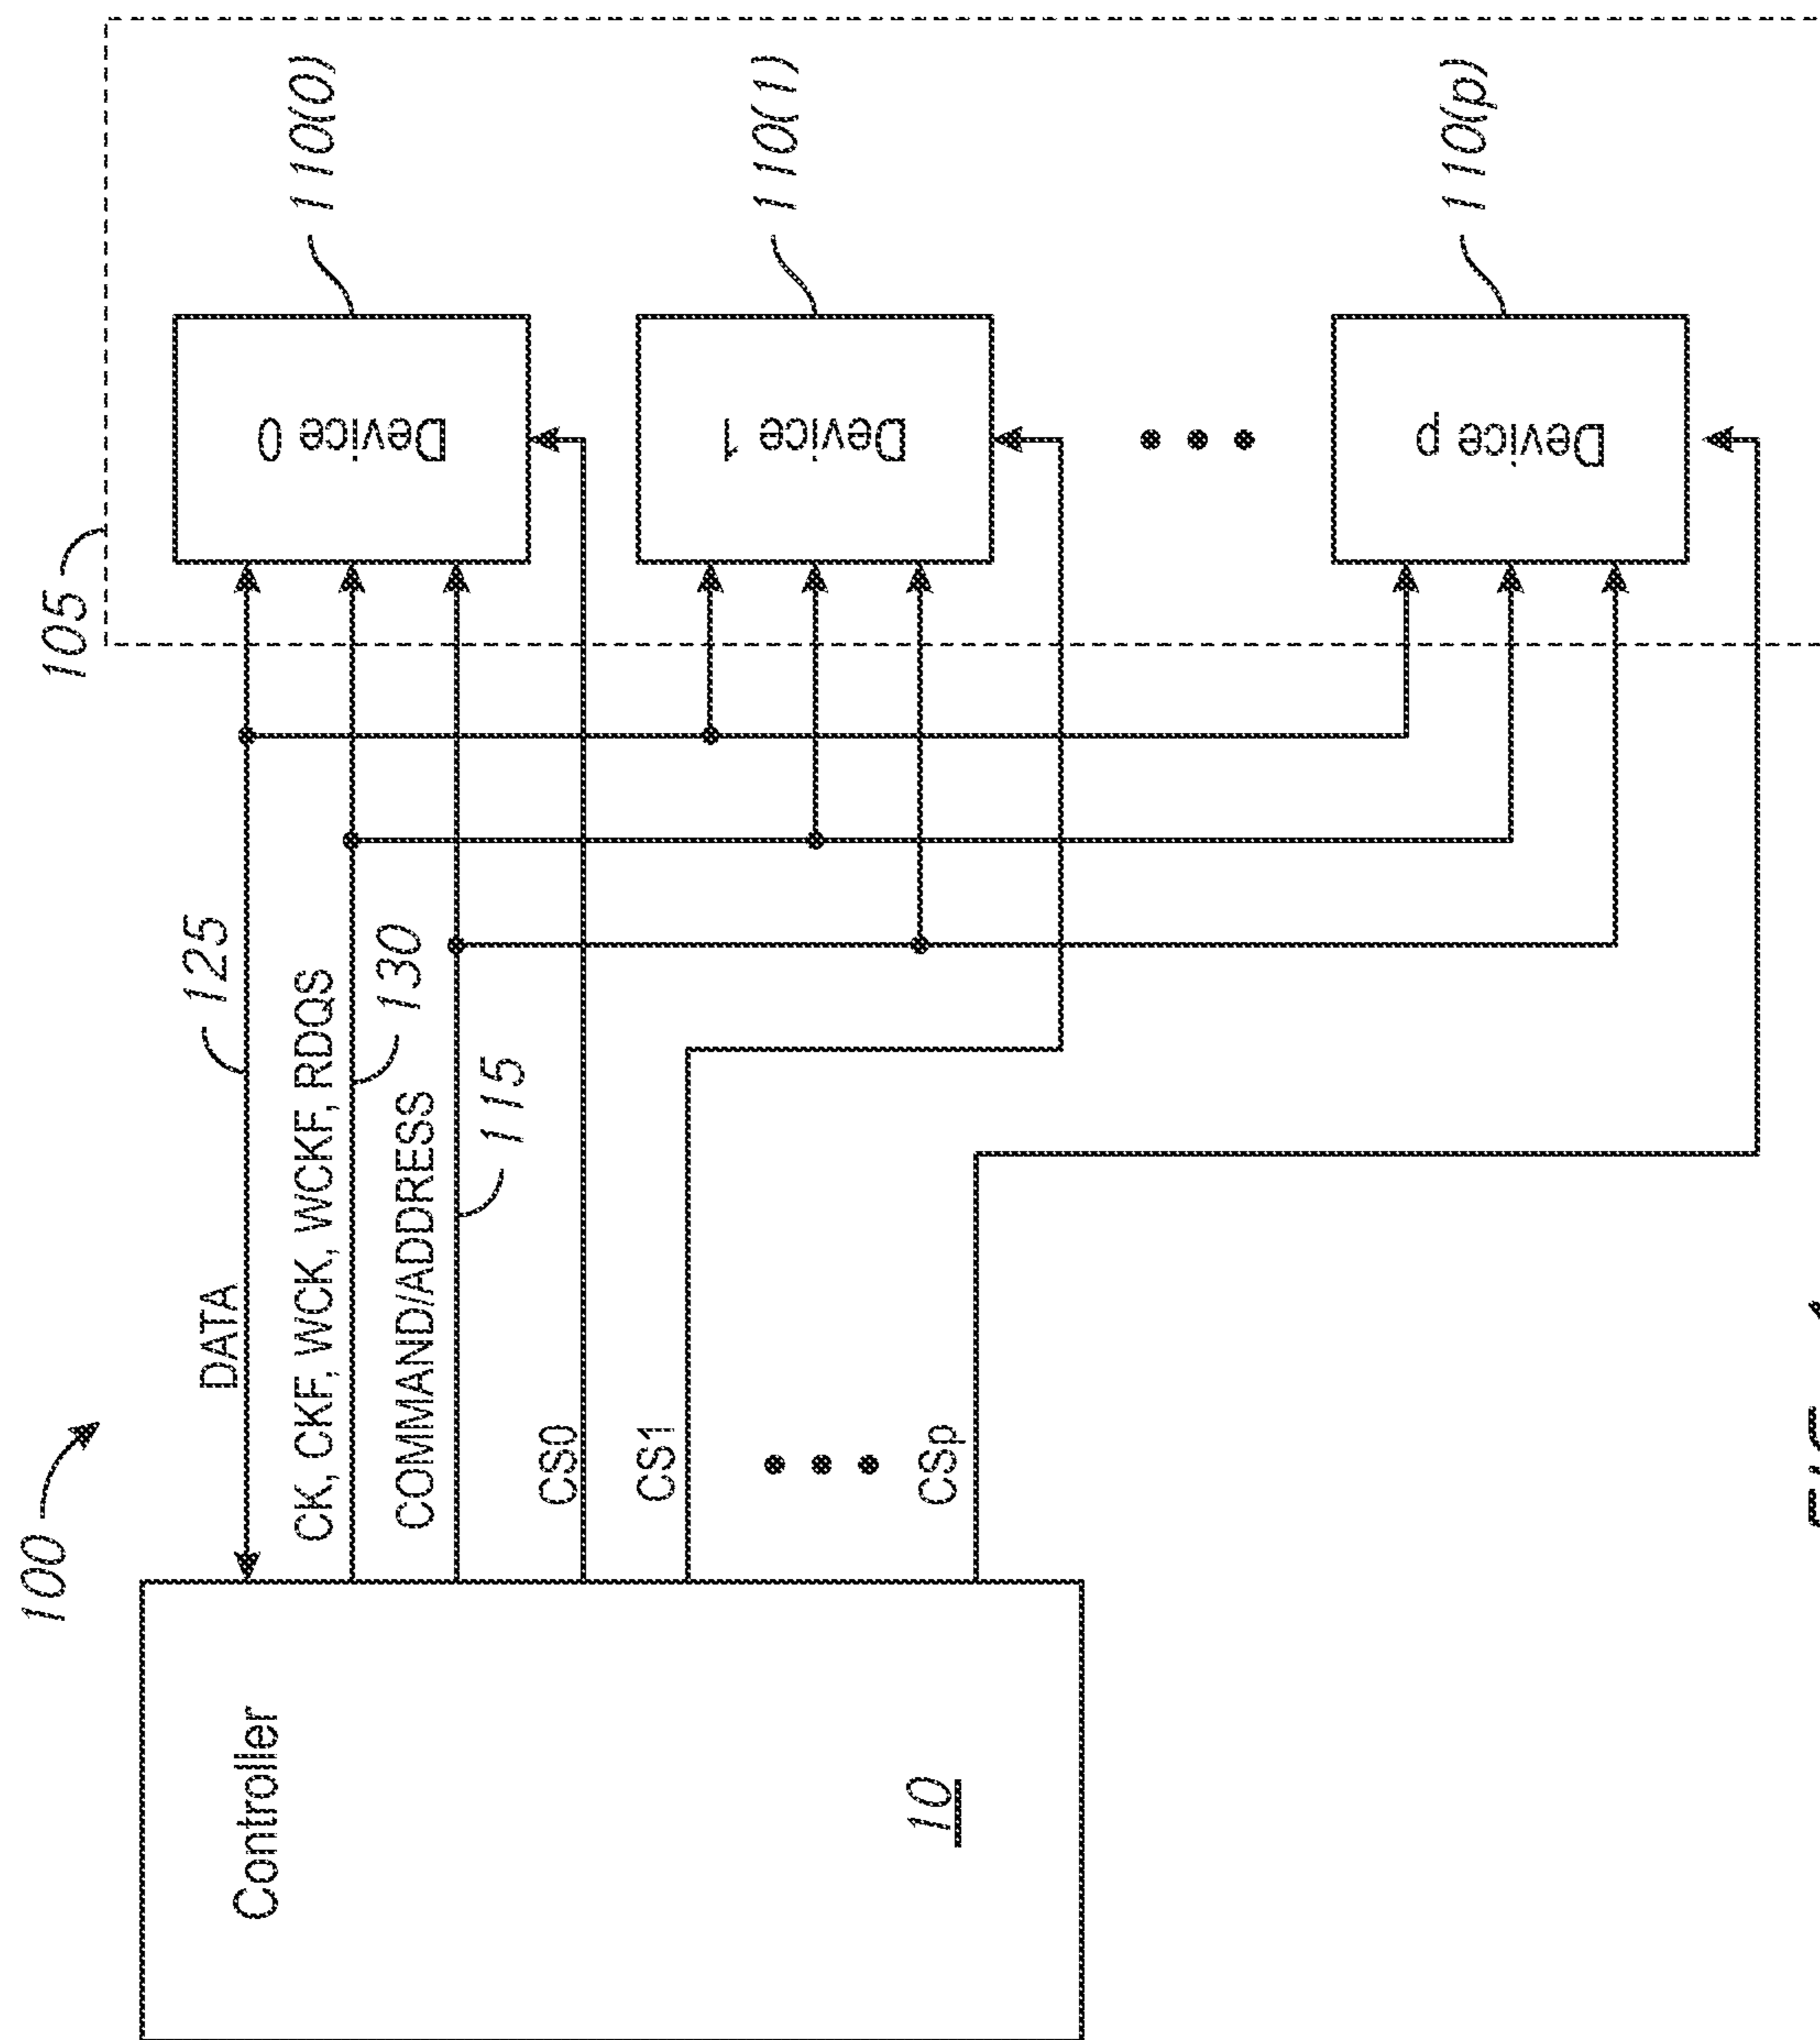 100
105
Controller
10
DATA
125
CK, CKF, WCK, WCKF, RDQS
130
COMMAND/ADDRESS
115
CS0
CS1
CSp
Device 0
110(0)
Device 1
110(1)
Device p
110(p)